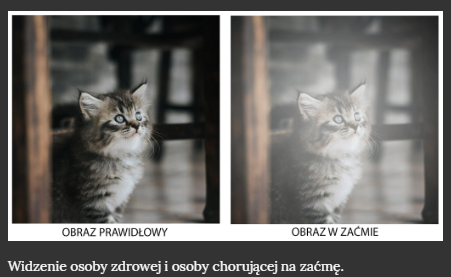 OBRAZ PRAWIDŁOWY
OBRAZ W ZAĆMIE
Widzenie osoby zdrowej i osoby chorującej na zaćmę.